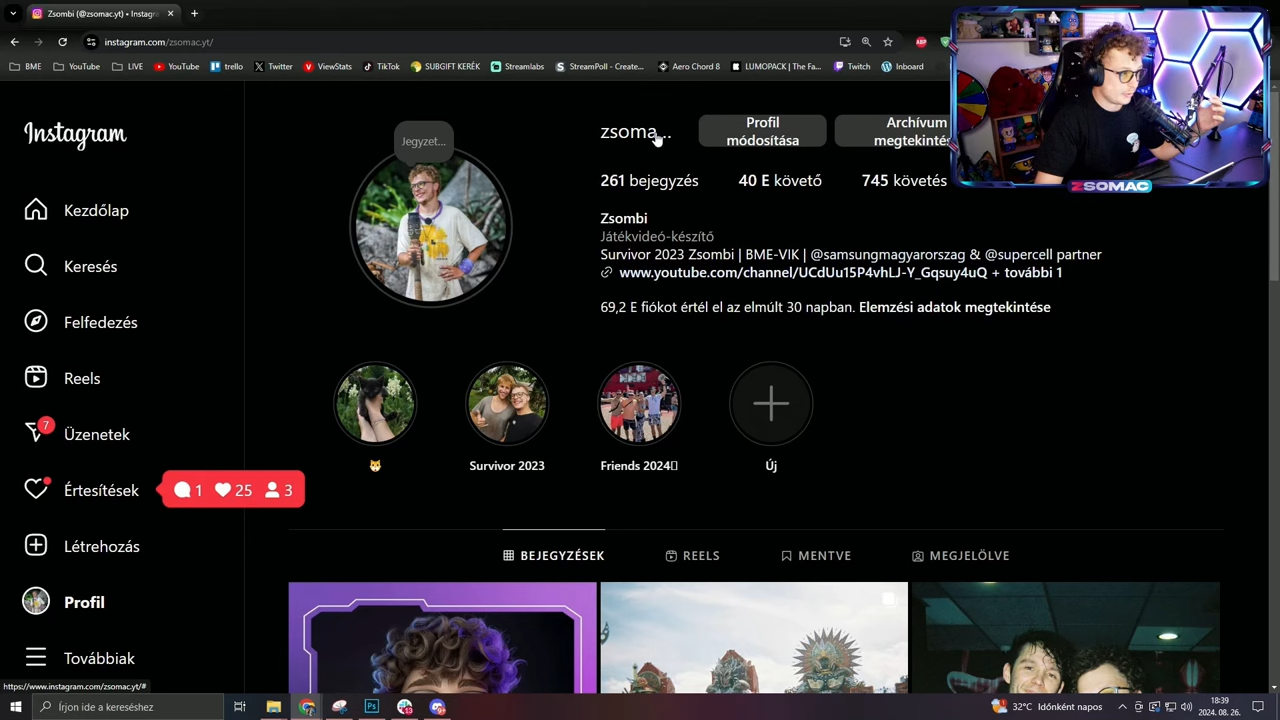 Zsombi (@zsomac.yt) • Instagra
instagram.com/zsomac.yt/
BME
YouTube
LIVE
YouTube
trello
Twitter
ViewStats
TikTok
SUBGIFT KERÉK
Streamlabs
StreamPoll - Create...
Aero Chord 8
LUMOPACK | The Fa...
Twitch
Inboard
ABP
ZSOMAC
Instagram
Jegyzet...
zsoma...
Profil módosítása
Archívum
261 bejegyzés
40 E követő
745 követés
Zsombi
Játékvideó-készítő
Survivor 2023 Zsombi | BME-VIK | @samsungmagyarorszag & @supercell partner
www.youtube.com/channel/UCdUu15P4vhLJ-Y_Gqsuy4uQ + további 1
69,2 E fiókot értél el az elmúlt 30 napban. Elemzési adatok megtekintése
Kezdőlap
Keresés
Felfedezés
Reels
7
Üzenetek
Értesítések
1 25 3
Létrehozás
Profil
Továbbiak
Survivor 2023
Friends 2024
Új
BEJEGYZÉSEK
REELS
MENTVE
MEGJELÖLVE
https://www.instagram.com/zsomac.yt/#
Írjon ide a kereséshez
13
32°C Időnként napos
18:39
2024. 08. 26.